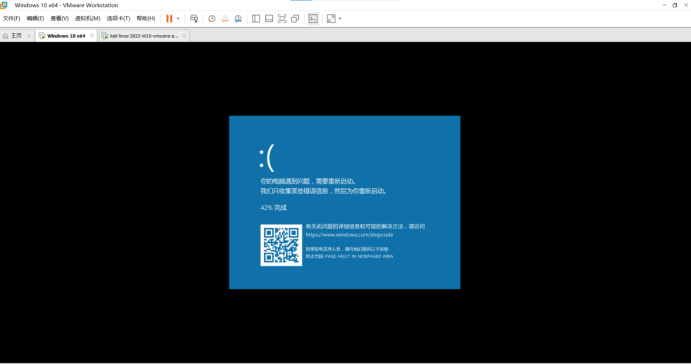 Windows 10 x64 - VMware Workstation
文件(F) 编辑(E) 查看(V) 虚拟机(M) 选项卡(T) 帮助(H)
主页 Windows 10 x64 kali-linux-2023-W10-vmware-a...
:(
你的电脑遇到问题，需要重新启动。
我们只收集某些错误信息，然后为你重新启动。
42% 完成
有关此问题的详细信息和可能的解决方法，请访问
https://www.windows.com/stopcode
如果致电支持人员，请向他们提供以下信息:
终止代码: PAGE FAULT IN NONPAGED AREA